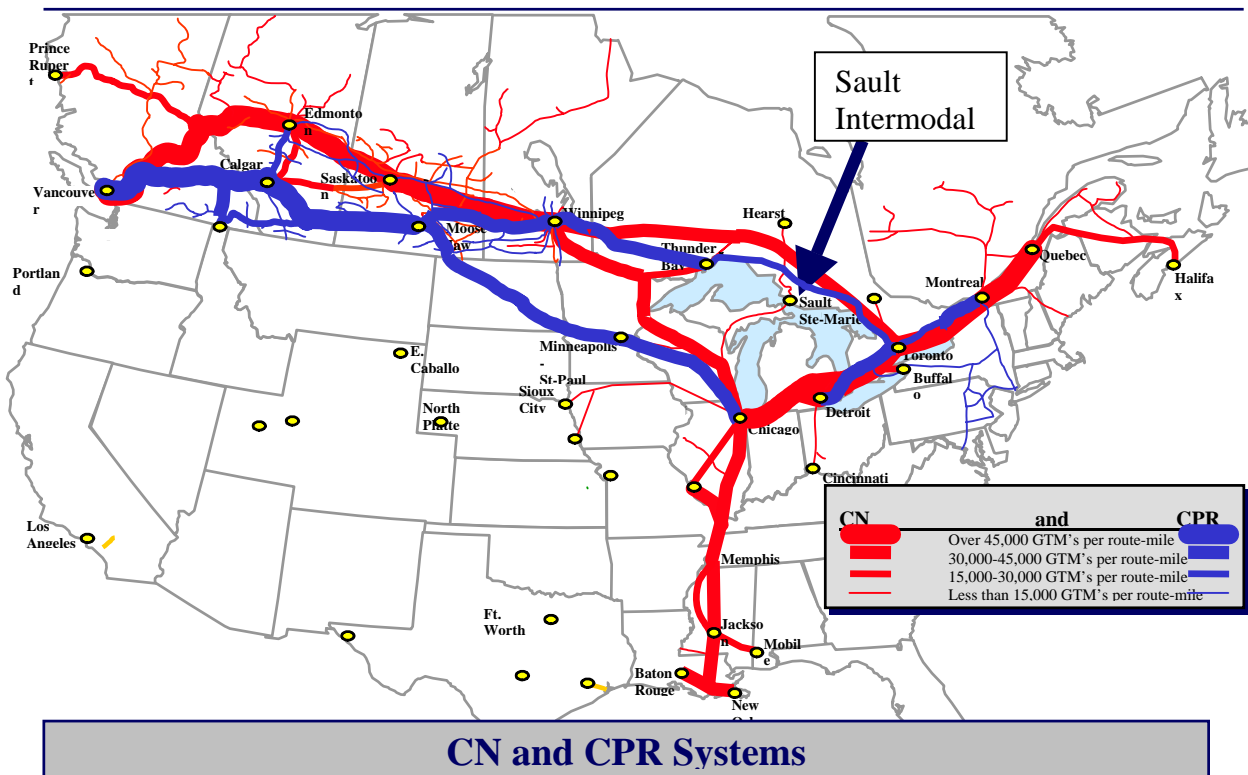 Prince
Ruper
t
Edmonto
n
Calgar
Saskatoo
n
Vancouve
r
Winnipeg
Moose
Jaw
Hearst
Thunder
Bay
Sault
Intermodal
Portlan
d
Sault
Ste-Marie
Montreal
Quebec
Halifa
x
Toronto
Buffal
o
Detroit
Minneapolis
-
St-Paul
E.
Caballo
Sioux
City
North
Platte
Chicago
Cincinnati
Los
Angeles
CN and CPR
Over 45,000 GTM's per route-mile
30,000-45,000 GTM's per route-mile
15,000-30,000 GTM's per route-mile
Less than 15,000 GTM's per route-mile
Memphis
Ft.
Worth
Jackso
n
Mobil
e
Baton
Rouge
New
CN and CPR Systems